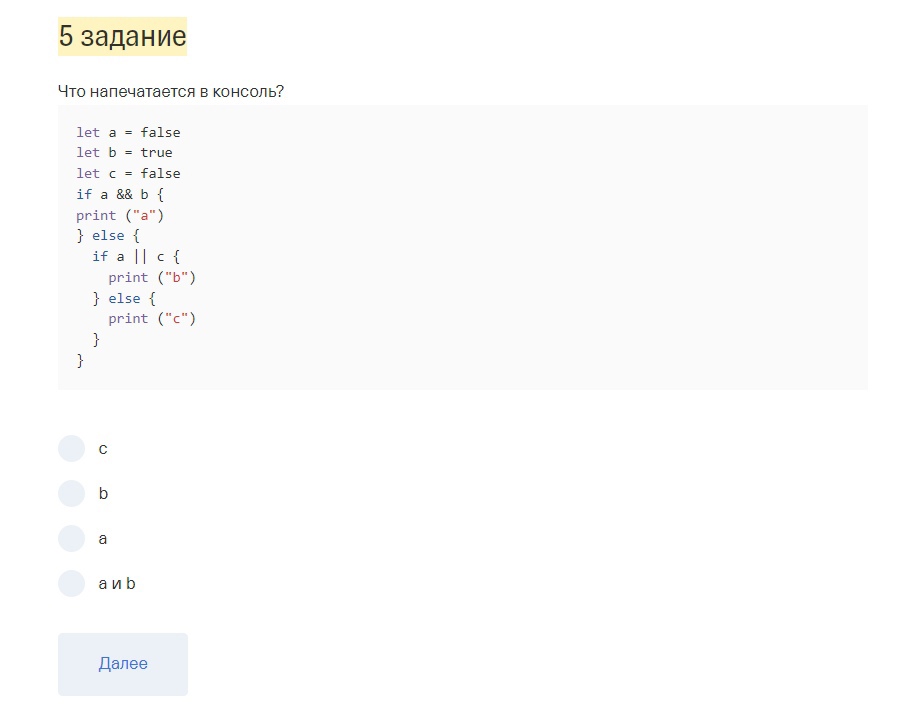 5 задание
Что напечатается в консоль?
let a = false
let b = true
let c = false
if a && b {
print ("a")
} else {
  if a || c {
    print ("b")
  } else {
    print ("c")
  }
}
c
b
a
a и b
Далее